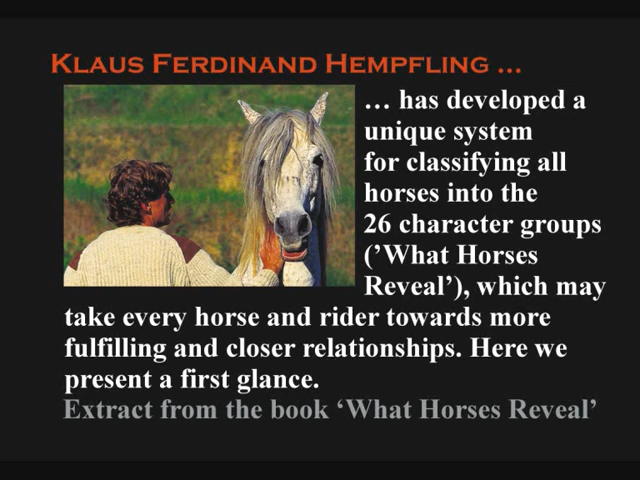 KLAUS FERDINAND HEMPFLING ...
… has developed a
unique system
for classifying all
horses into the
26 character groups
(’What Horses
Reveal’), which may
take every horse and rider towards more
fulfilling and closer relationships. Here we
present a first glance.
Extract from the book ‘What Horses Reveal’